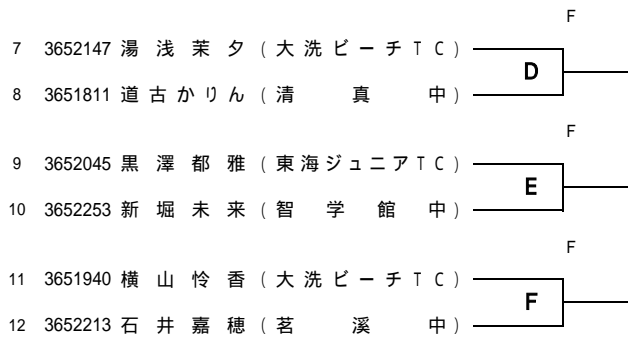 F
7 3652147 湯 浅 茉 夕 ( 大 洗 ビ ー チ T C )
D
8 3651811 道 古 か り ん ( 清 真 中 )
F
9 3652045 黒 澤 都 雅 ( 東 海 ジ ュ ニ ア T C )
E
10 3652253 新 堀 未 来 ( 智 学 館 中 )
F
11 3651940 横 山 怜 香 ( 大 洗 ビ ー チ T C )
F
12 3652213 石 井 嘉 穂 ( 茗 溪 中 )